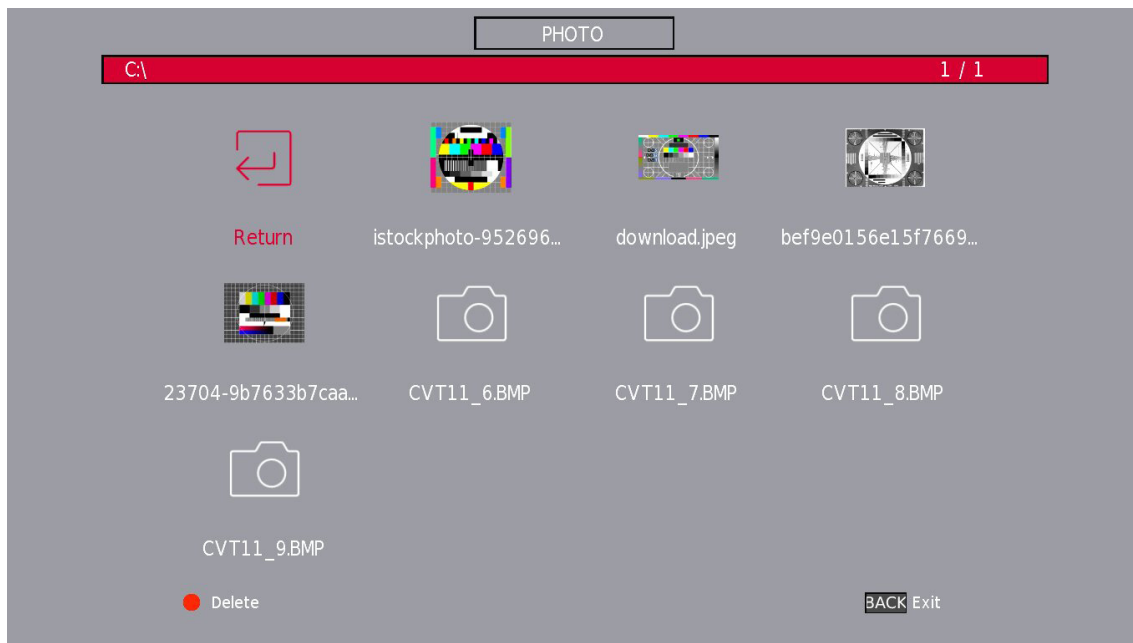 PHOTO
C:\ 1 / 1
Return istockphoto-952696... download.jpeg bef9e0156e15f7669...
23704-9b7633b7caa... CVT11_6.BMP CVT11_7.BMP CVT11_8.BMP
CVT11_9.BMP
Delete BACK Exit